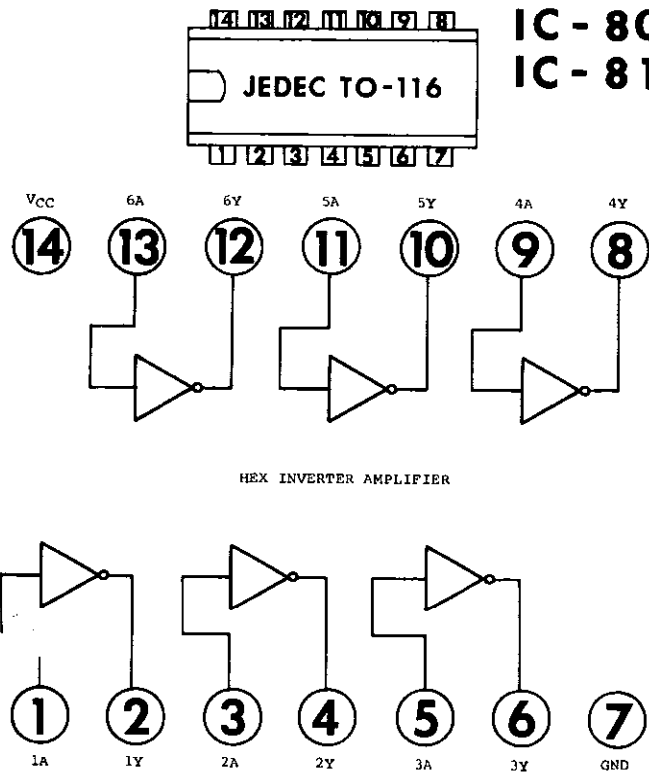 14 13 12 11 10 9 8
IC-80
IC-81
JEDEC TO-116
1 2 3 4 5 6 7
VCC 6A 6Y 5A 5Y 4A 4Y
14 13 12 11 10 9 8
HEX INVERTER AMPLIFIER
1 2 3 4 5 6 7
1A 1Y 2A 2Y 3A 3Y GND